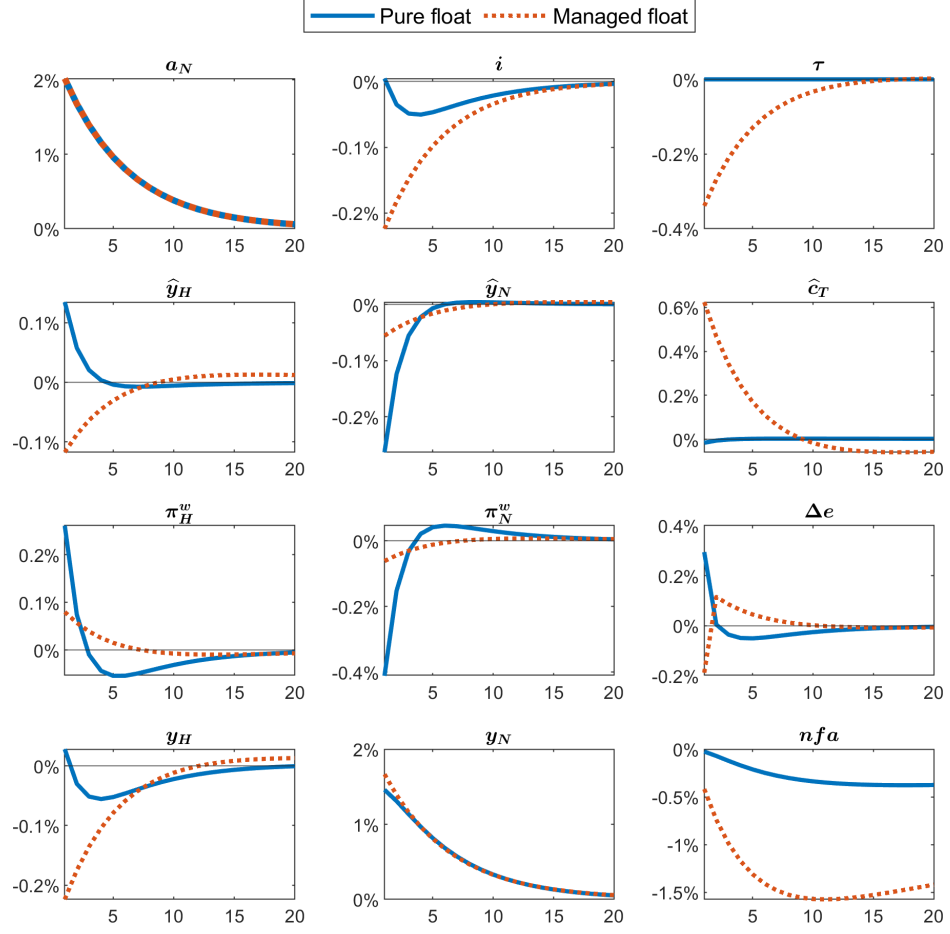 Pure float Managed float
a_N i τ
2% 0% 0%
1% -0.1% -0.2%
0% -0.2% -0.4%
5 10 15 20 5 10 15 20 5 10 15 20
ŷ_H ŷ_N ĉ_T
0.1% 0% 0.6%
0% -0.1% 0.4%
-0.1% -0.2% 0.2%
0%
5 10 15 20 5 10 15 20 5 10 15 20
π_H^w π_N^w Δe
0.2% 0% 0.4%
0.1% -0.2% 0.2%
0% -0.4% 0%
-0.2%
5 10 15 20 5 10 15 20 5 10 15 20
y_H y_N nfa
0% 2% 0%
-0.1% 1% -0.5%
-0.2% 0% -1%
-1.5%
5 10 15 20 5 10 15 20 5 10 15 20